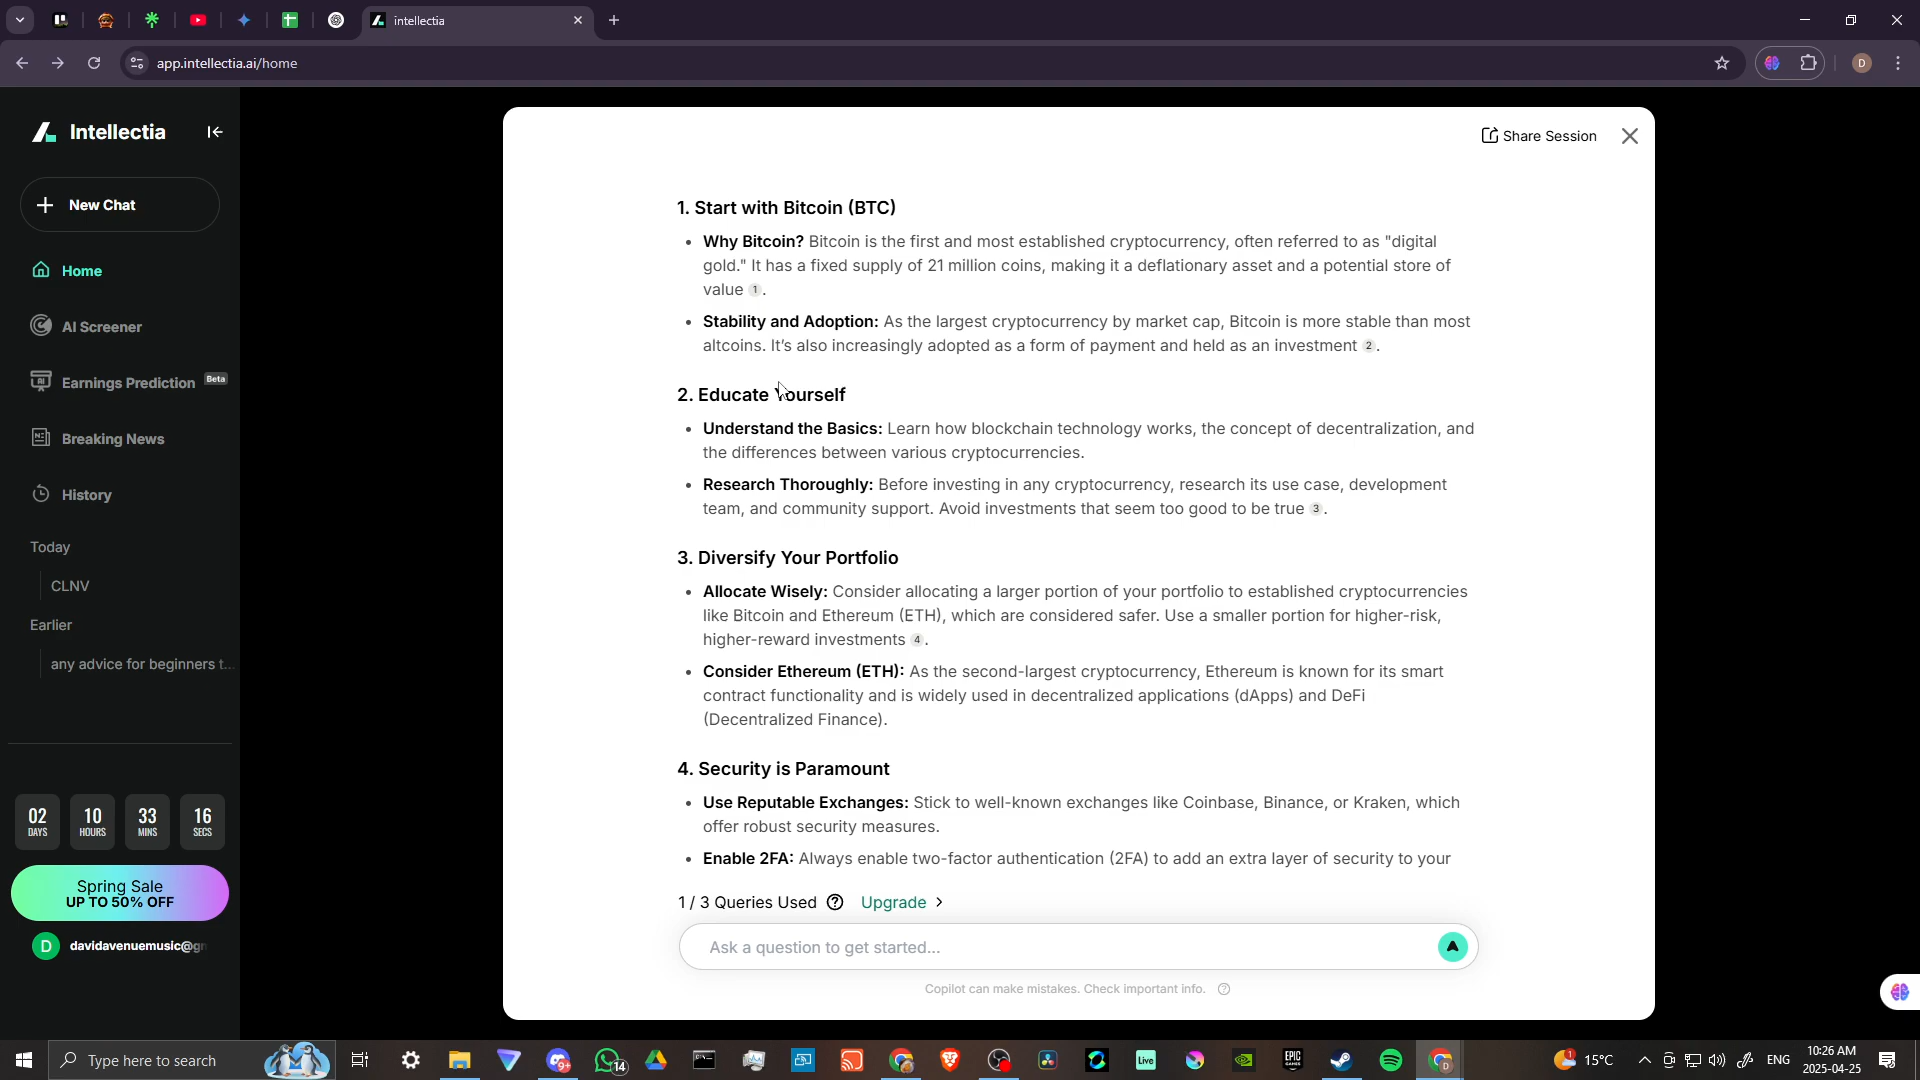 intellectia
app.intellectia.ai/home
Intellectia
New Chat
Home
AI Screener
Earnings Prediction Beta
Breaking News
History
Today
CLNV
Earlier
any advice for beginners t...
02 10 33 16
DAYS HOURS MINS SECS
Spring Sale
UP TO 50% OFF
D davidavenuemusic@g
Share Session
1. Start with Bitcoin (BTC)
• Why Bitcoin? Bitcoin is the first and most established cryptocurrency, often referred to as "digital
gold." It has a fixed supply of 21 million coins, making it a deflationary asset and a potential store of
value 1.
• Stability and Adoption: As the largest cryptocurrency by market cap, Bitcoin is more stable than most
altcoins. It's also increasingly adopted as a form of payment and held as an investment 2.
2. Educate Yourself
• Understand the Basics: Learn how blockchain technology works, the concept of decentralization, and
the differences between various cryptocurrencies.
• Research Thoroughly: Before investing in any cryptocurrency, research its use case, development
team, and community support. Avoid investments that seem too good to be true 3.
3. Diversify Your Portfolio
• Allocate Wisely: Consider allocating a larger portion of your portfolio to established cryptocurrencies
like Bitcoin and Ethereum (ETH), which are considered safer. Use a smaller portion for higher-risk,
higher-reward investments 4.
• Consider Ethereum (ETH): As the second-largest cryptocurrency, Ethereum is known for its smart
contract functionality and is widely used in decentralized applications (dApps) and DeFi
(Decentralized Finance).
4. Security is Paramount
• Use Reputable Exchanges: Stick to well-known exchanges like Coinbase, Binance, or Kraken, which
offer robust security measures.
• Enable 2FA: Always enable two-factor authentication (2FA) to add an extra layer of security to your
1 / 3 Queries Used Upgrade
Ask a question to get started...
Copilot can make mistakes. Check important info.
Type here to search
9+
14
Live
EPIC GAMES
1
15°C
ENG
10:26 AM
2025-04-25
D